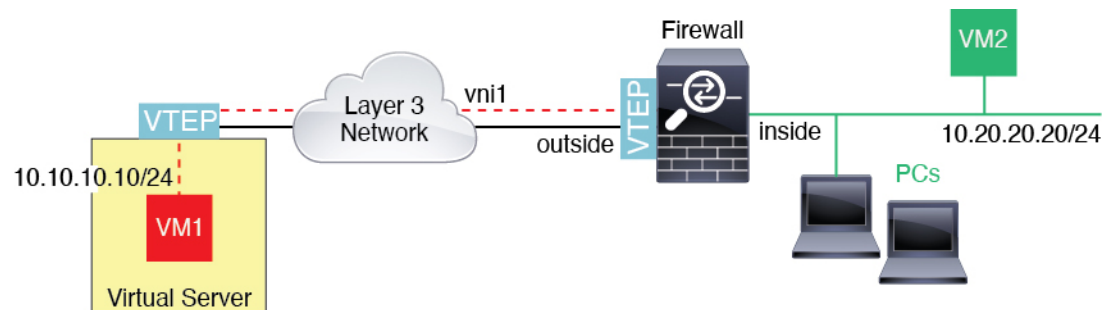 Firewall
VM2
Layer 3
Network
vni1
VTEP
VTEP
outside
inside
10.20.20.20/24
10.10.10.10/24
PCs
VM1
Virtual Server